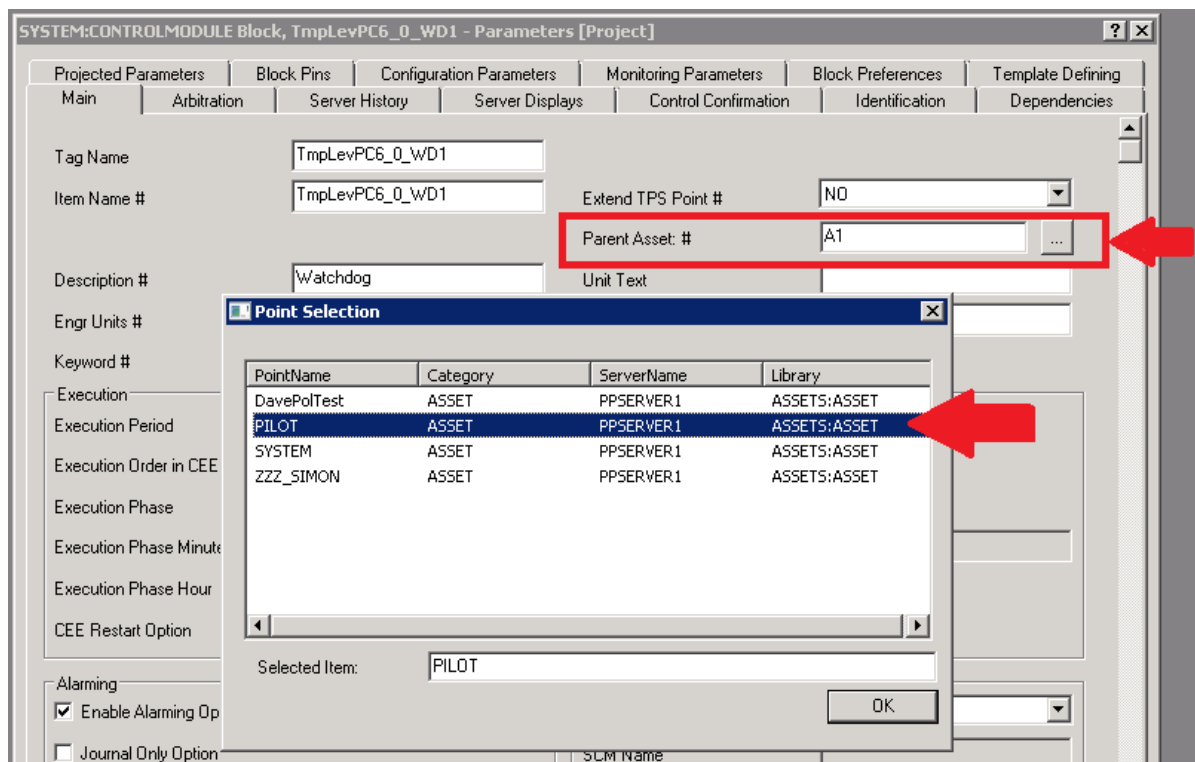 SYSTEM:CONTROLMODULE Block, TmpLevPC6_0_WD1 - Parameters [Project]
Projected Parameters Block Pins Configuration Parameters Monitoring Parameters Block Preferences Template Defining
Main Arbitration Server History Server Displays Control Confirmation Identification Dependencies
Tag Name TmpLevPC6_0_WD1
Item Name # TmpLevPC6_0_WD1 Extend TPS Point # NO
Parent Asset: # A1 ...
Description # Watchdog Unit Text
Engr Units #
Keyword #
Execution
Execution Period
Execution Order in CEE
Execution Phase
Execution Phase Minute
Execution Phase Hour
CEE Restart Option
Point Selection
PointName Category ServerName Library
DavePolTest ASSET PPSERVER1 ASSETS:ASSET
PILOT ASSET PPSERVER1 ASSETS:ASSET
SYSTEM ASSET PPSERVER1 ASSETS:ASSET
ZZZ_SIMON ASSET PPSERVER1 ASSETS:ASSET
Selected Item: PILOT
OK
Alarming
Enable Alarming Op
Journal Only Option
SCM Name